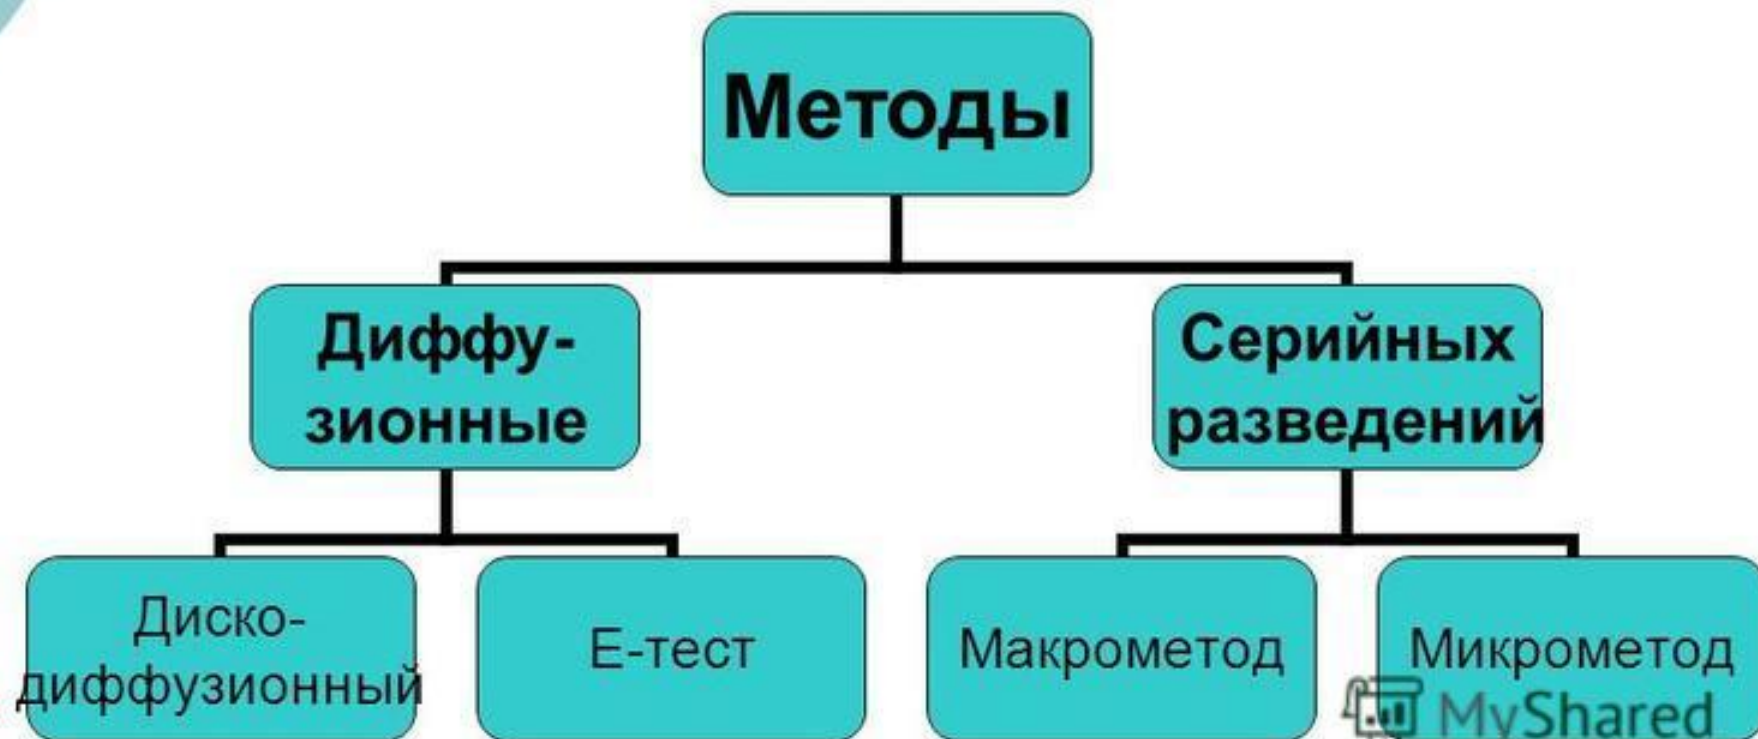 Методы
Диффу-
зионные
Серийных
разведений
Диско-
диффузионный
Е-тест
Макрометод
Микрометод
MyShared